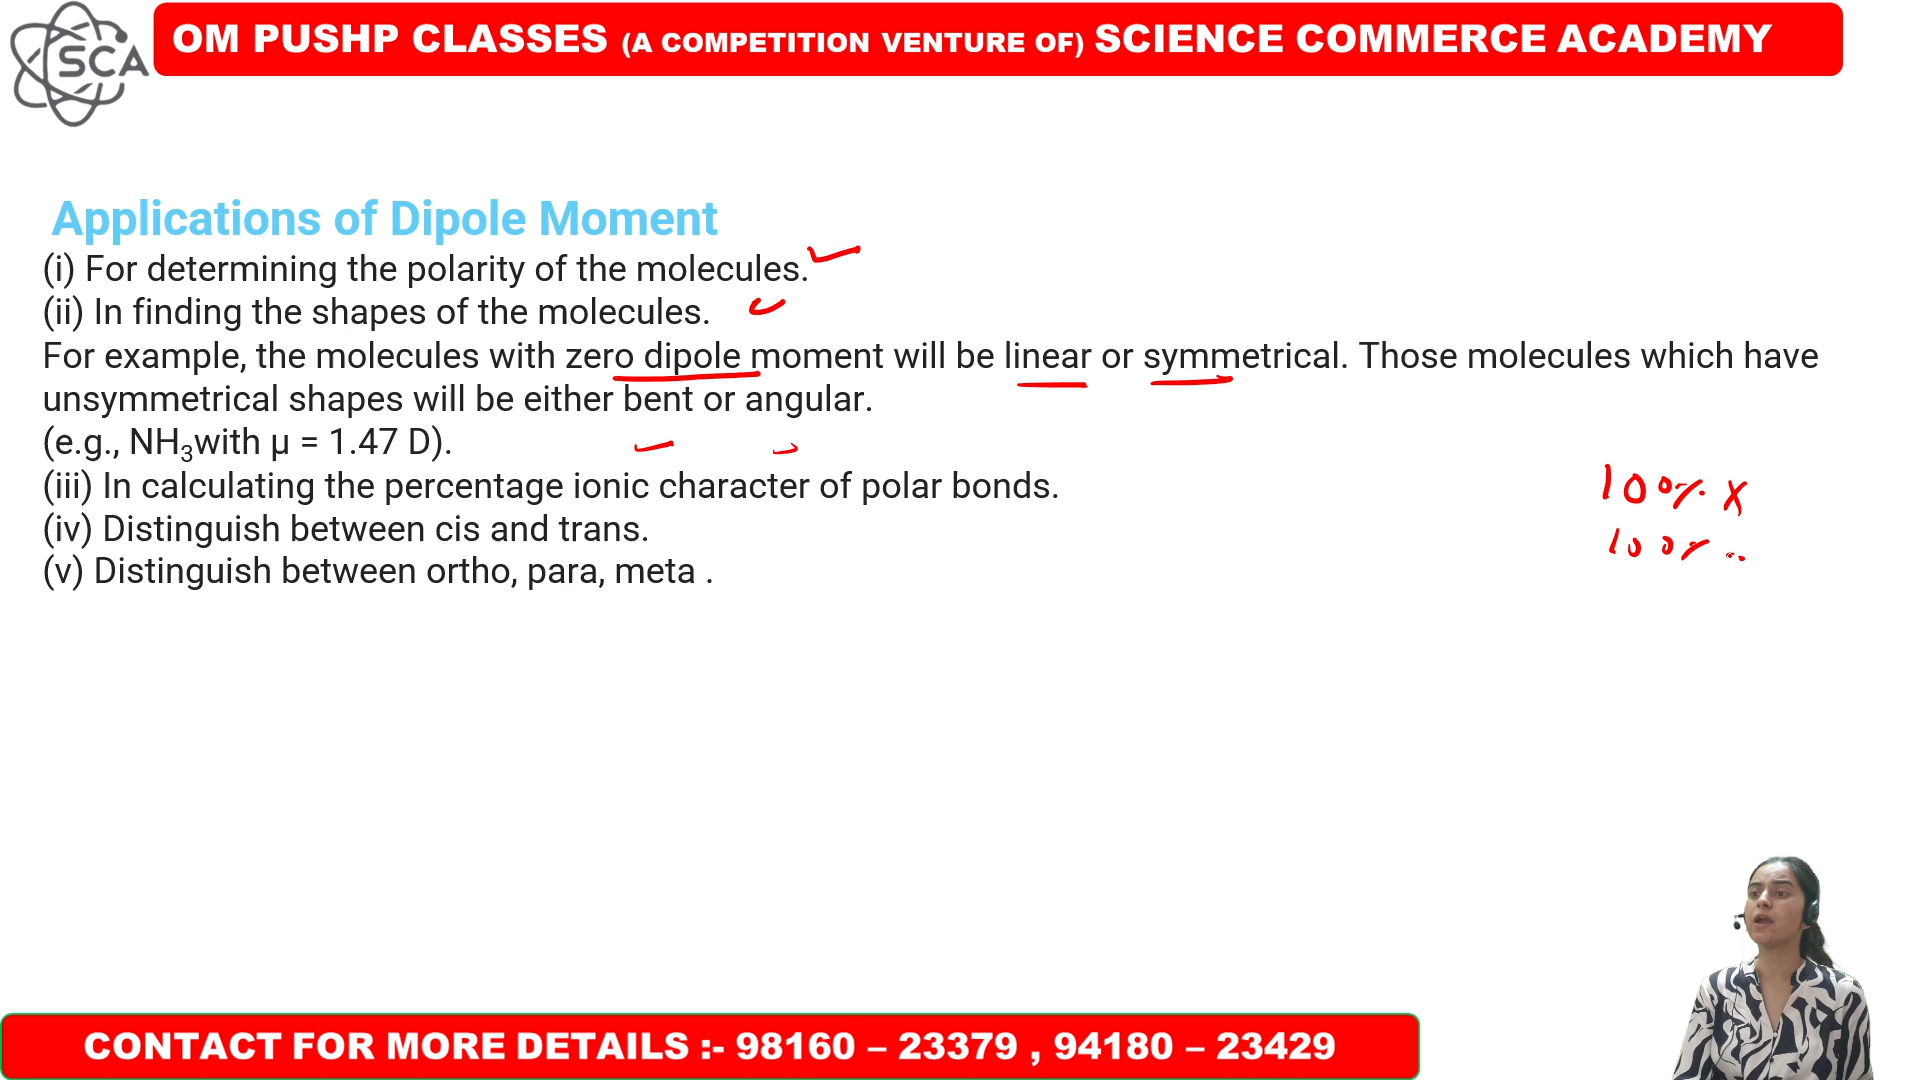 SCA
OM PUSHP CLASSES (A COMPETITION VENTURE OF) SCIENCE COMMERCE ACADEMY
Applications of Dipole Moment
(i) For determining the polarity of the molecules.
(ii) In finding the shapes of the molecules.
For example, the molecules with zero dipole moment will be linear or symmetrical. Those molecules which have
unsymmetrical shapes will be either bent or angular.
(e.g., NH₃with μ = 1.47 D).
(iii) In calculating the percentage ionic character of polar bonds.
100% X
(iv) Distinguish between cis and trans.
100%
(v) Distinguish between ortho, para, meta .
CONTACT FOR MORE DETAILS :- 98160 – 23379 , 94180 – 23429